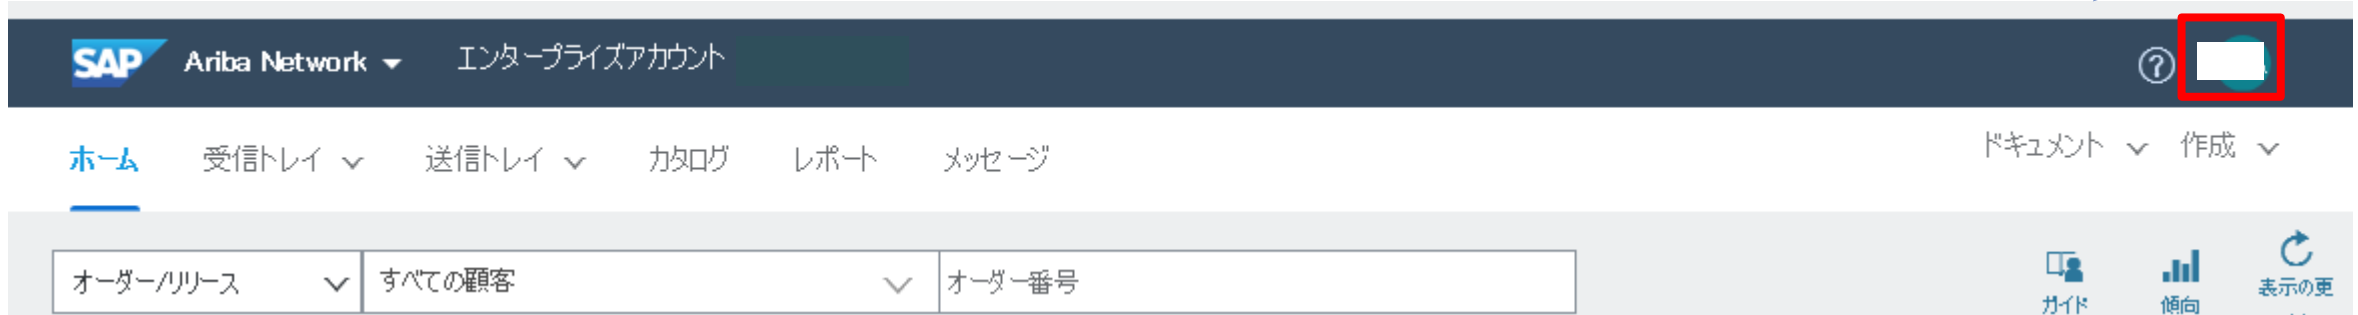 SAP Ariba Network エンタープライズアカウント ?
ホーム 受信トレイ 送信トレイ カタログ レポート メッセージ ドキュメント 作成
オーダー/リリース すべての顧客 オーダー番号
ガイド 傾向 表示の更